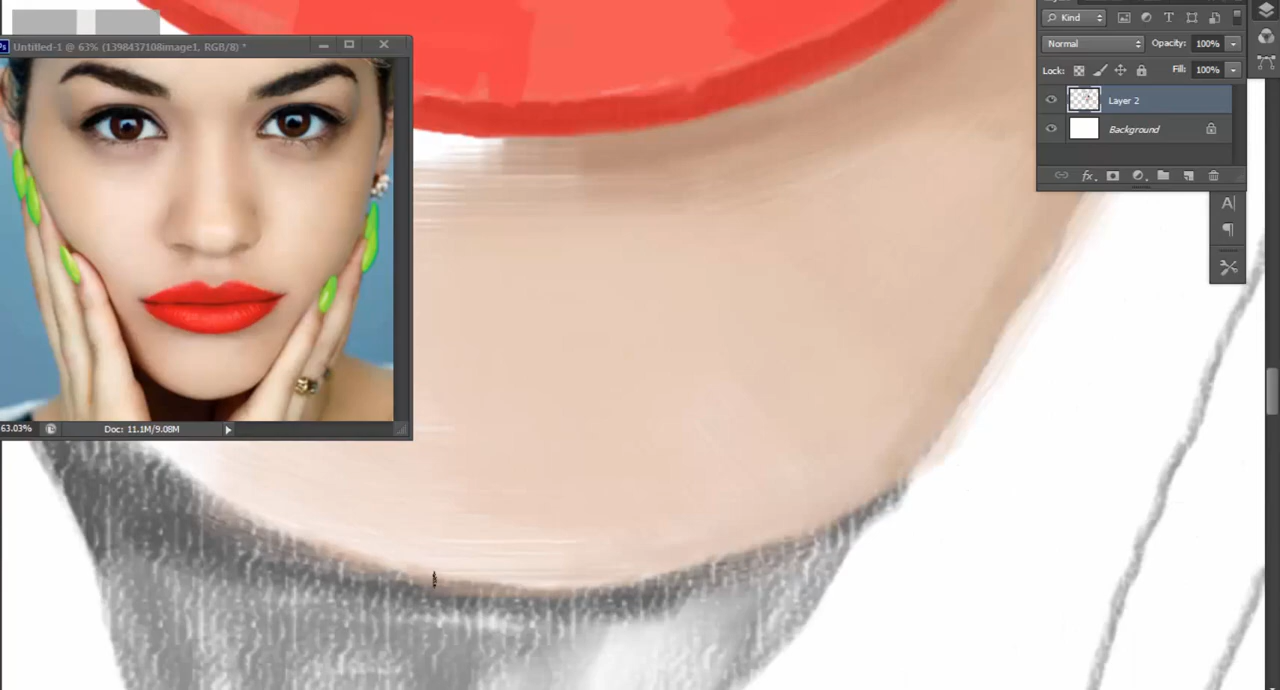 Untitled-1 @ 63% (1398437108image1, RGB/8) *
63.03%
Doc: 11.1M/9.08M
Kind
Normal
Opacity: 100%
Lock:
Fill: 100%
Layer 2
Background
fx
A